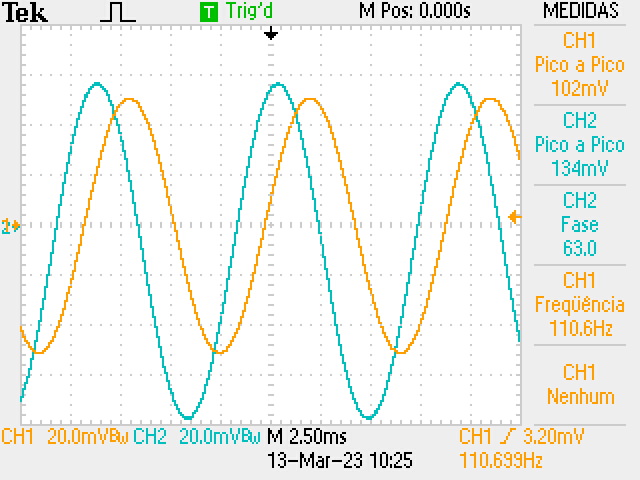 Tek T Trig'd M Pos: 0.000s MEDIDAS
CH1
Pico a Pico
102mV
CH2
Pico a Pico
134mV
CH2
Fase
63.0
CH1
Freqüência
110.6Hz
CH1
Nenhum
1
2
CH1 20.0mVBw CH2 20.0mVBw M 2.50ms CH1 3.20mV
13-Mar-23 10:25 110.699Hz